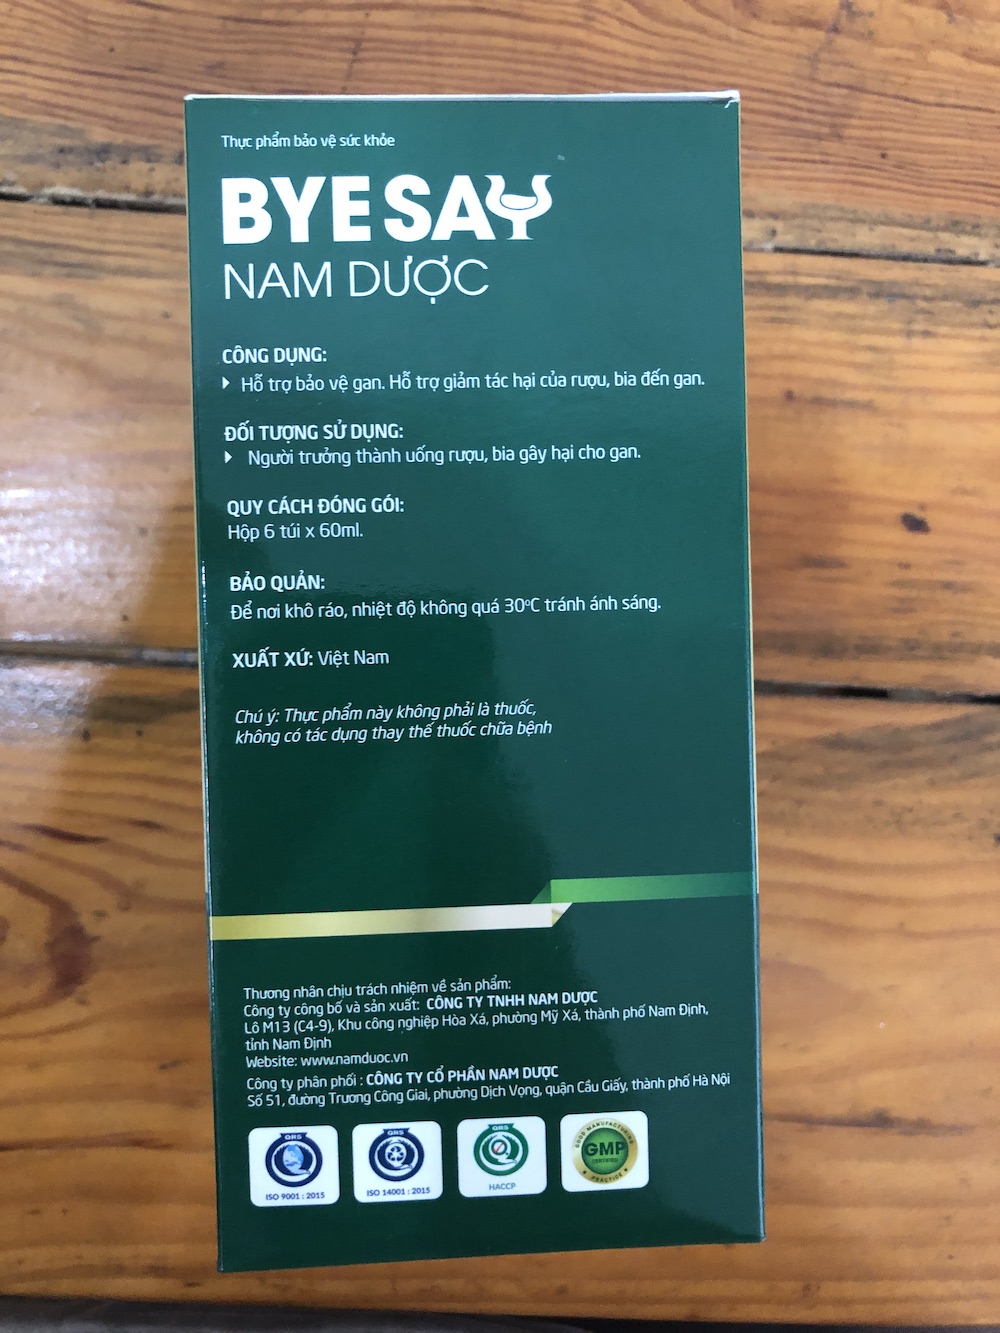 Thực phẩm bảo vệ sức khỏe
BYE SAY
NAM DƯỢC
CÔNG DỤNG:
Hỗ trợ bảo vệ gan. Hỗ trợ giảm tác hại của rượu, bia đến gan.
ĐỐI TƯỢNG SỬ DỤNG:
Người trưởng thành uống rượu, bia gây hại cho gan.
QUY CÁCH ĐÓNG GÓI:
Hộp 6 túi x 60ml.
BẢO QUẢN:
Để nơi khô ráo, nhiệt độ không quá 30ºC tránh ánh sáng.
XUẤT XỨ: Việt Nam
Chú ý: Thực phẩm này không phải là thuốc,
không có tác dụng thay thế thuốc chữa bệnh
Thương nhân chịu trách nhiệm về sản phẩm:
Công ty công bố và sản xuất: CÔNG TY TNHH NAM DƯỢC
Lô M13 (C4-9), Khu công nghiệp Hòa Xá, phường Mỹ Xá, thành phố Nam Định,
tỉnh Nam Định
Website: www.namduoc.vn
Công ty phân phối : CÔNG TY CỔ PHẦN NAM DƯỢC
Số 51, đường Trương Công Giai, phường Dịch Vọng, quận Cầu Giấy, thành phố Hà Nội
QRS
ISO 9001 : 2015
QRS
ISO 14001 : 2015
QRS
HACCP
GOOD MANUFACTURING
GMP
CERTIFIED
PRACTICE